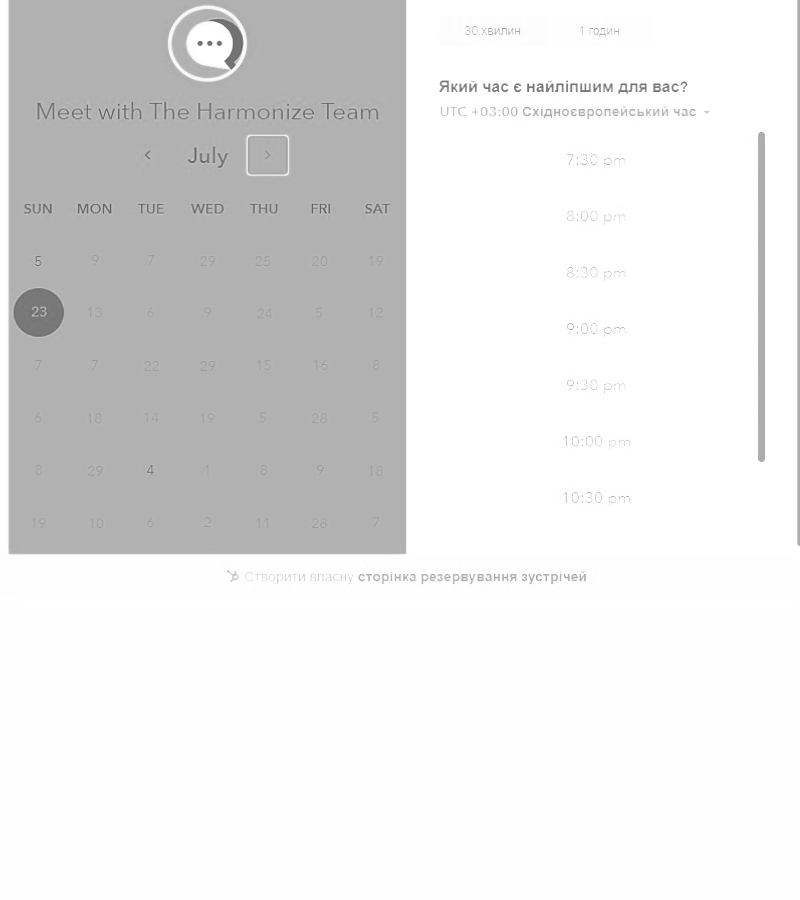 Meet with The Harmonize Team
July
SUN MON TUE WED THU FRI SAT
5 9 7 29 25 20 19
23 13 6 9 24 5 12
7 7 22 29 15 16 8
6 18 14 19 5 28 5
8 29 4 1 8 9 18
19 10 6 2 11 28 7
30 хвилин 1 годин
Який час є найліпшим для вас?
UTC +03:00 Східноєвропейський час
7:30 pm
8:00 pm
8:30 pm
9:00 pm
9:30 pm
10:00 pm
10:30 pm
Створити власну сторінка резервування зустрічей